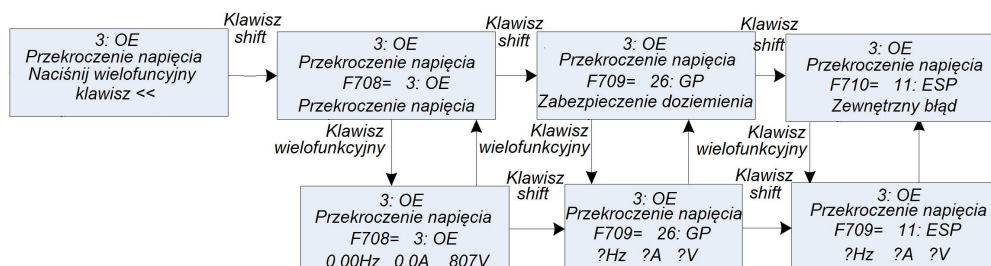 Klawisz
shift
Klawisz
shift
Klawisz
shift
3: OE
Przekroczenie napięcia
Naciśnij wielofuncyjny
klawisz <<
3: OE
Przekroczenie napięcia
F708= 3: OE
Przekroczenie napięcia
3: OE
Przekroczenie napięcia
F709= 26: GP
Zabezpieczenie doziemienia
3: OE
Przekroczenie napięcia
F710= 11: ESP
Zewnętrzny błąd
Klawisz
wielofunkcyjny
Klawisz
wielofunkcyjny
Klawisz
wielofunkcyjny
Klawisz
shift
Klawisz
shift
3: OE
Przekroczenie napięcia
F708= 3: OE
0.00Hz 0.0A 807V
3: OE
Przekroczenie napięcia
F709= 26: GP
?Hz ?A ?V
3: OE
Przekroczenie napięcia
F709= 11: ESP
?Hz ?A ?V